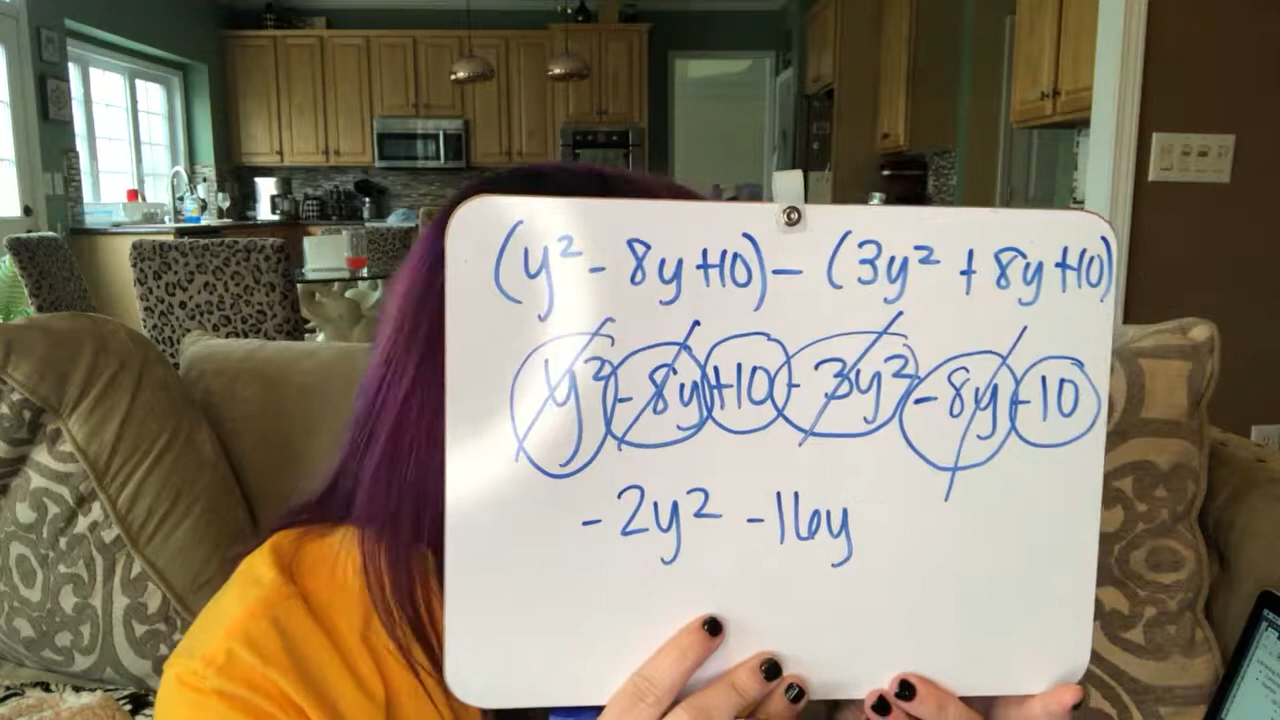 (y² - 8y +10) - (3y² + 8y +10)
y² - 8y +10 - 3y² - 8y -10
- 2y² - 16y